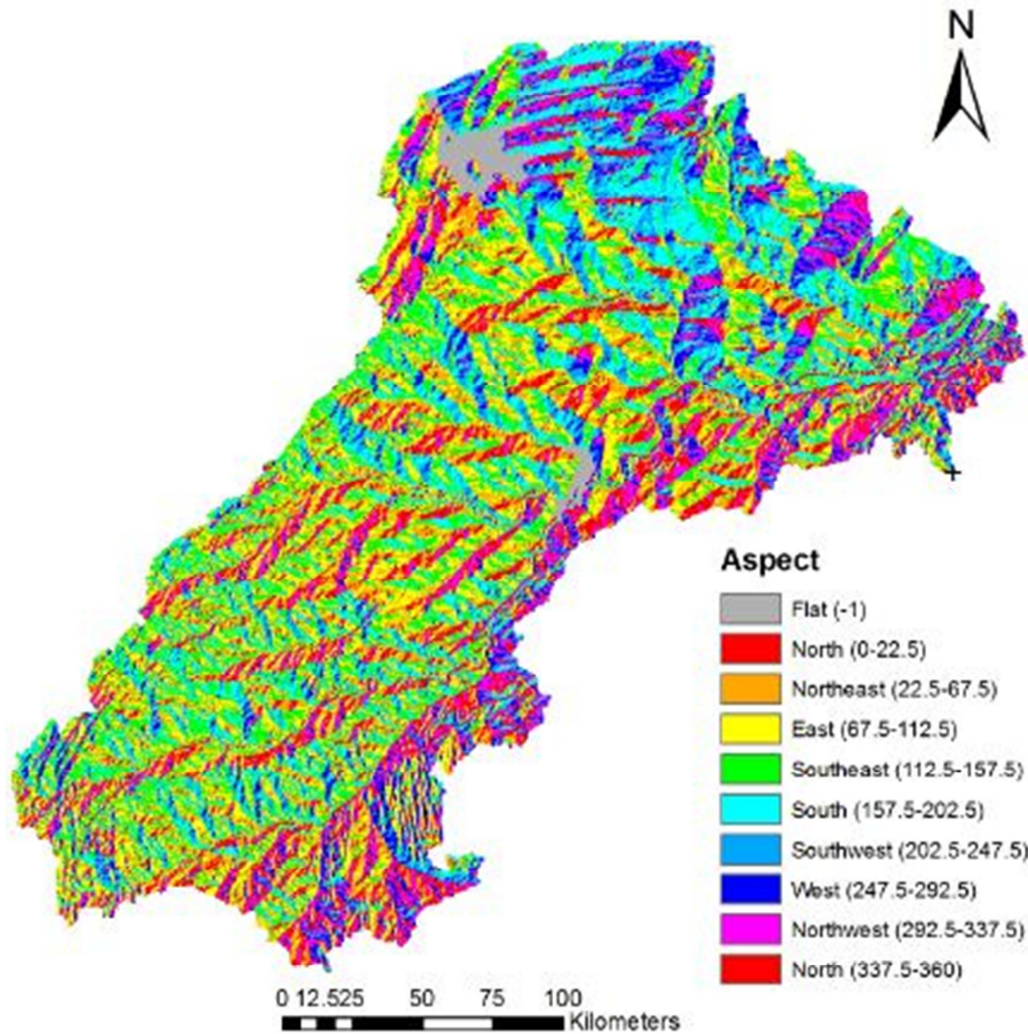 N
Aspect
Flat (-1)
North (0-22.5)
Northeast (22.5-67.5)
East (67.5-112.5)
Southeast (112.5-157.5)
South (157.5-202.5)
Southwest (202.5-247.5)
West (247.5-292.5)
Northwest (292.5-337.5)
North (337.5-360)
0 12.525 50 75 100
Kilometers